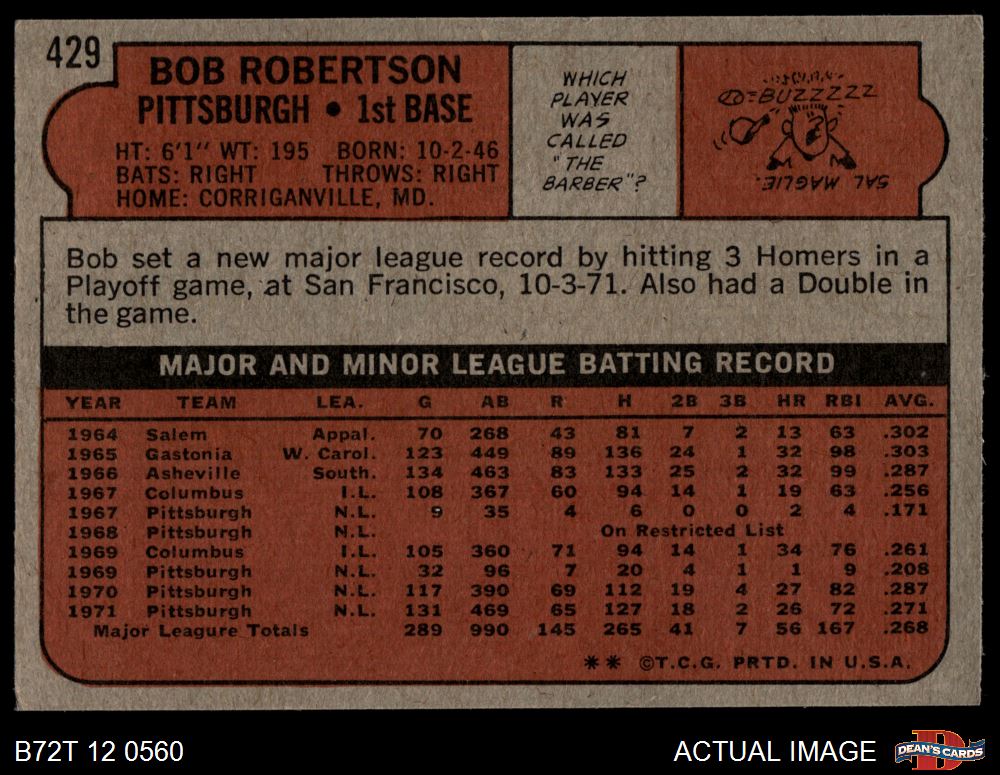 429
BOB ROBERTSON
PITTSBURGH • 1st BASE
HT: 6'1" WT: 195 BORN: 10-2-46
BATS: RIGHT THROWS: RIGHT
HOME: CORRIGANVILLE, MD.
WHICH
PLAYER
WAS
CALLED
"THE
BARBER"?
BUZZZZZ
SAL MAGLIE.
Bob set a new major league record by hitting 3 Homers in a
Playoff game, at San Francisco, 10-3-71. Also had a Double in
the game.
MAJOR AND MINOR LEAGUE BATTING RECORD
YEAR TEAM LEA. G AB R H 2B 3B HR RBI AVG.
1964 Salem Appal. 70 268 43 81 7 2 13 63 .302
1965 Gastonia W. Carol. 123 449 89 136 24 1 32 98 .303
1966 Asheville South. 134 463 83 133 25 2 32 99 .287
1967 Columbus I.L. 108 367 60 94 14 1 19 63 .256
1967 Pittsburgh N.L. 9 35 4 6 0 0 2 4 .171
1968 Pittsburgh N.L. On Restricted List
1969 Columbus I.L. 105 360 71 94 14 1 34 76 .261
1969 Pittsburgh N.L. 32 96 7 20 4 1 1 9 .208
1970 Pittsburgh N.L. 117 390 69 112 19 4 27 82 .287
1971 Pittsburgh N.L. 131 469 65 127 18 2 26 72 .271
Major Leagure Totals 289 990 145 265 41 7 56 167 .268
** ©T.C.G. PRTD. IN U.S.A.
B72T 12 0560
ACTUAL IMAGE
DEAN'S CARDS